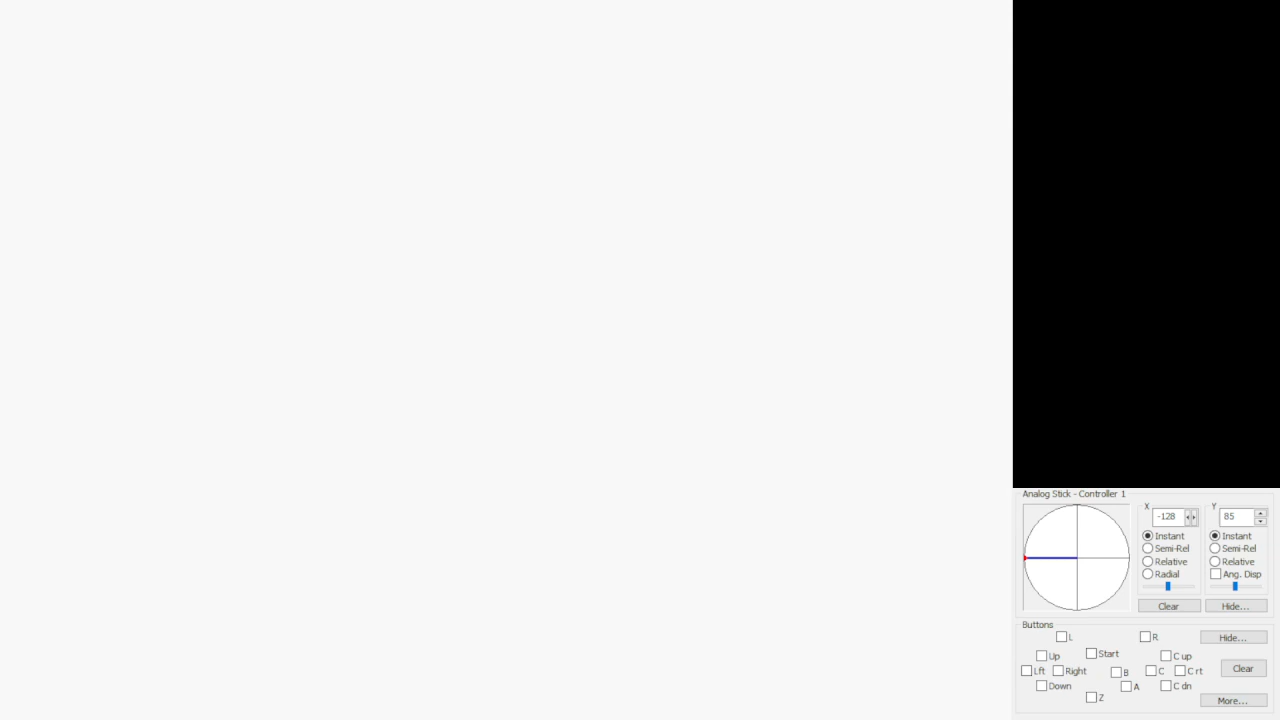 Analog Stick - Controller 1
X
-128
Y
85
Instant
Instant
Semi-Rel
Semi-Rel
Relative
Relative
Radial
Ang. Disp
Clear
Hide...
Buttons
L
R
Hide...
Up
Start
C up
Lft
Right
B
C
C rt
Clear
Down
A
C dn
Z
More...